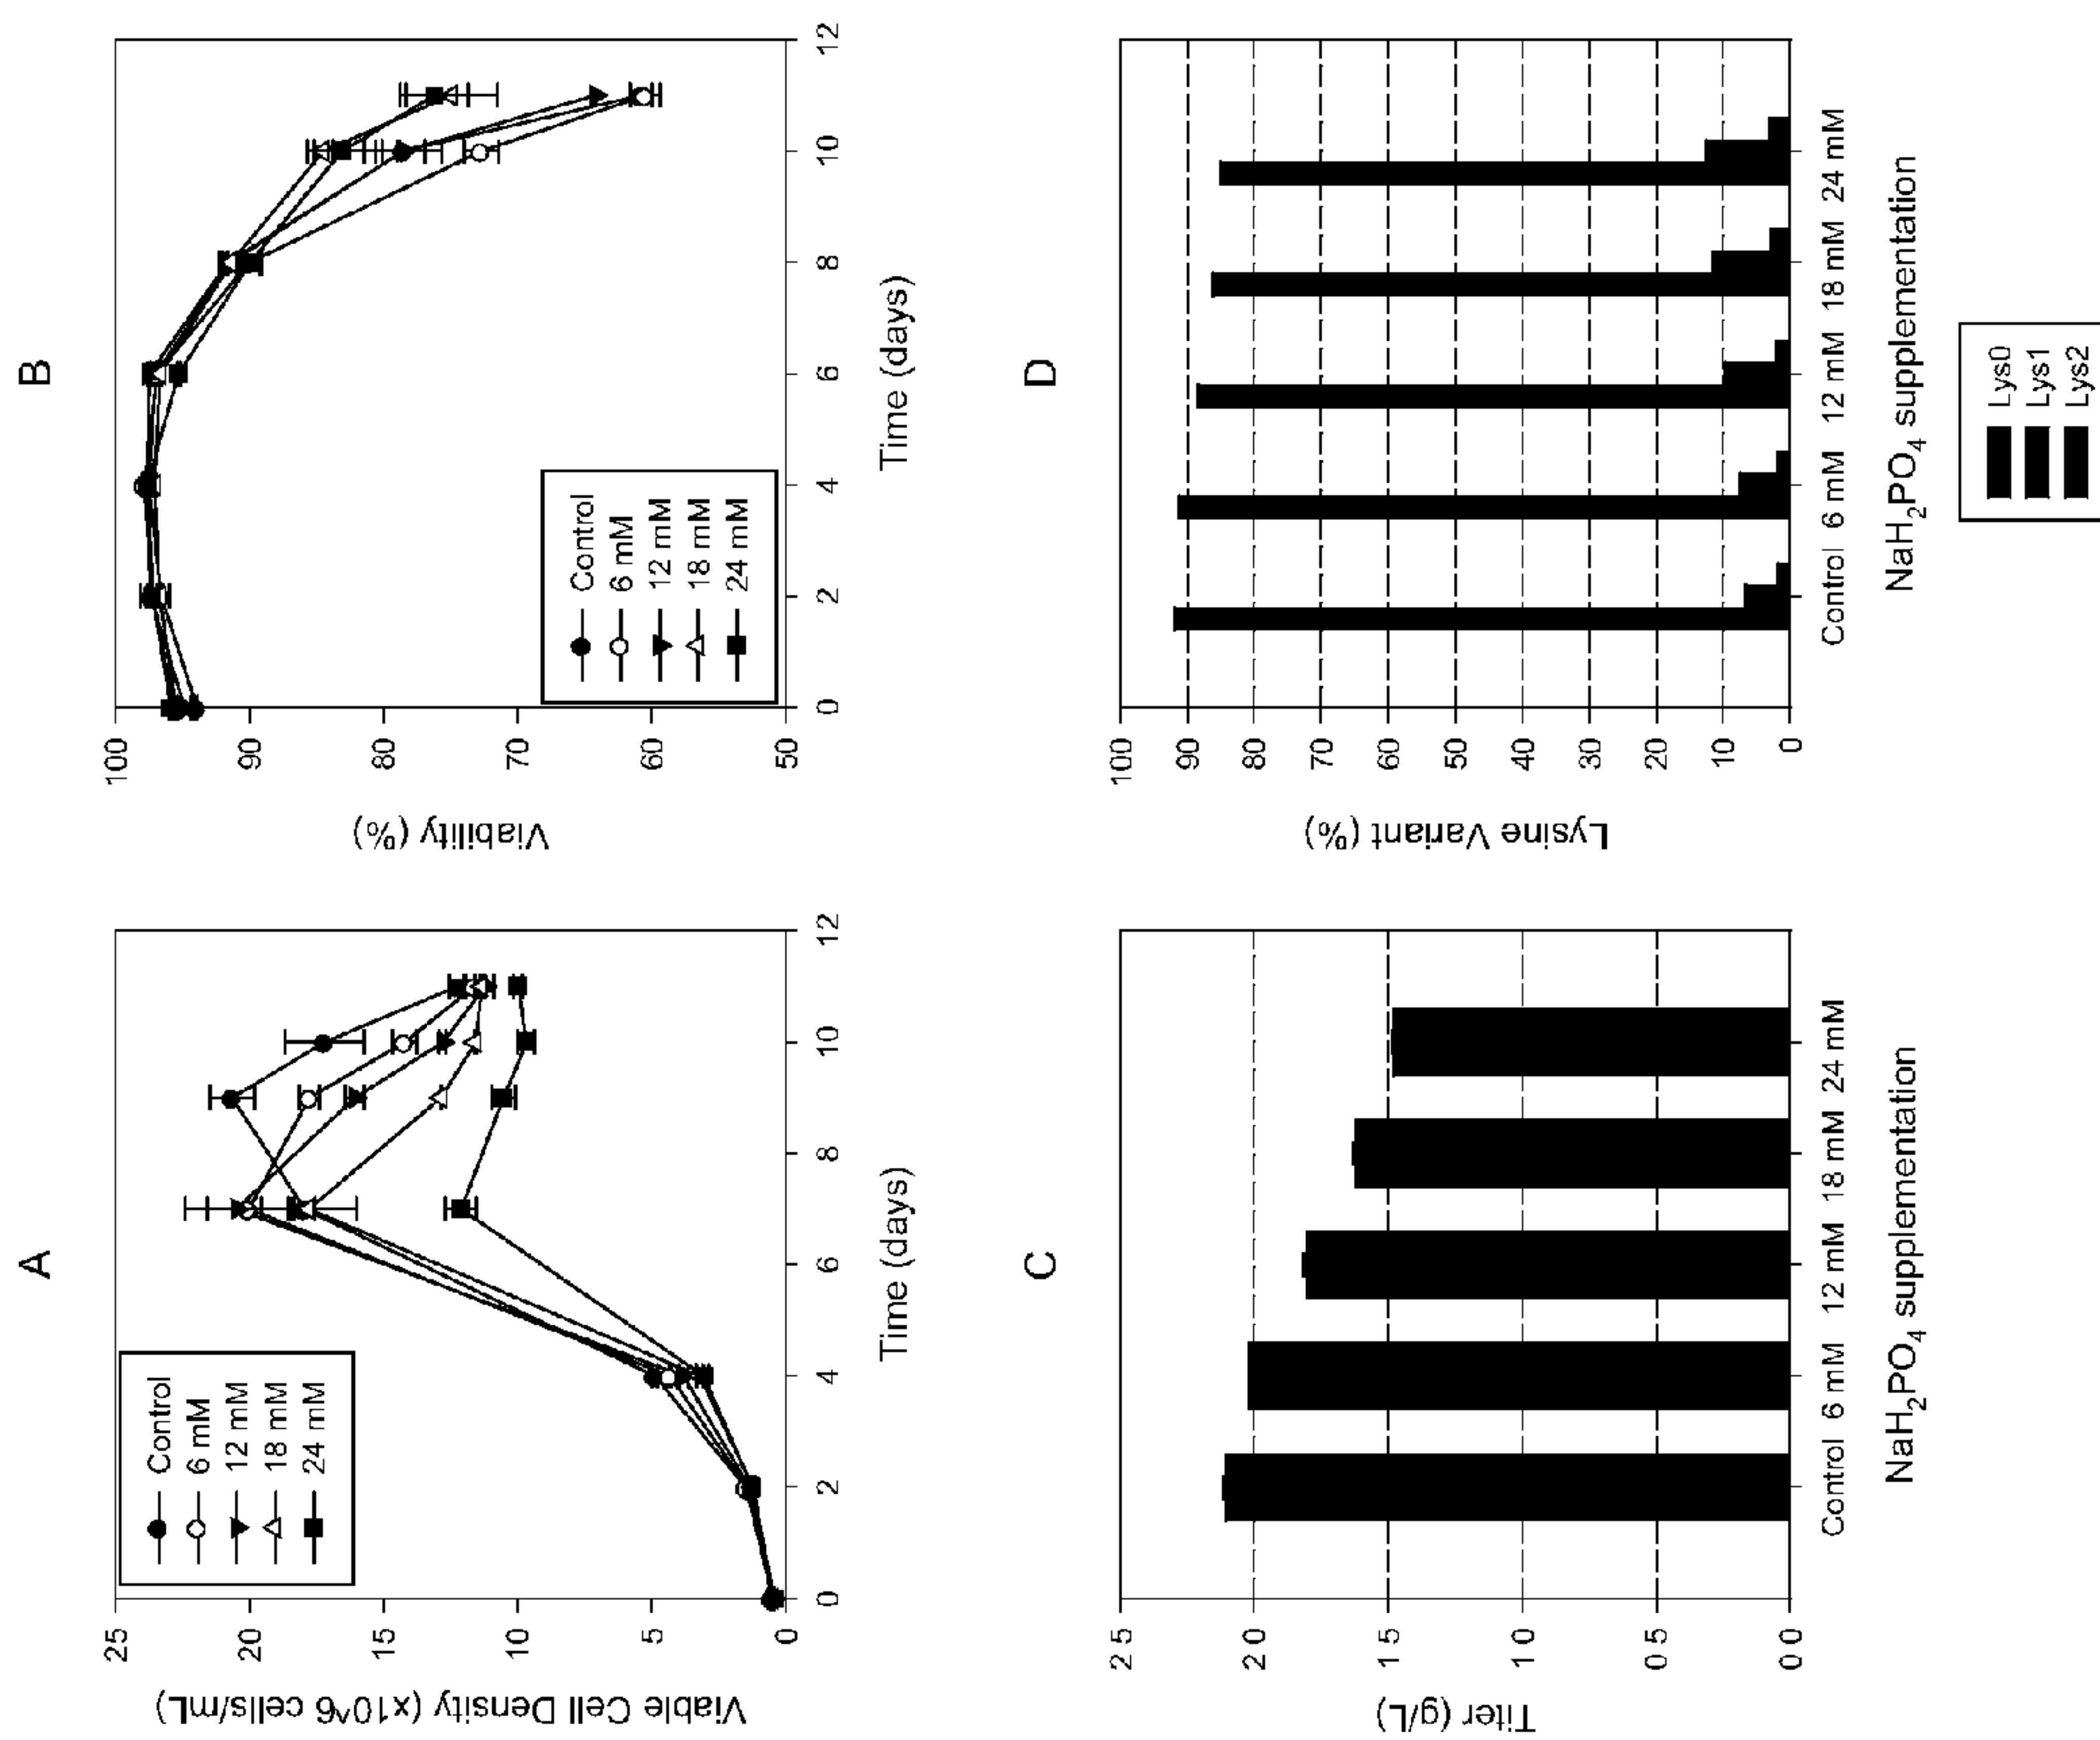 A
Viable Cell Density (x10^6 cells/mL)
25
20
15
10
5
0
Control
6 mM
12 mM
18 mM
24 mM
0 2 4 6 8 10 12
Time (days)
B
Viability (%)
100
90
80
70
60
50
Control
6 mM
12 mM
18 mM
24 mM
0 2 4 6 8 10 12
Time (days)
C
Titer (g/L)
2 5
2 0
1 5
1 0
0 5
0 0
Control 6 mM 12 mM 18 mM 24 mM
NaH2PO4 supplementation
D
Lysine Variant (%)
100
90
80
70
60
50
40
30
20
10
0
Control 6 mM 12 mM 18 mM 24 mM
NaH2PO4 supplementation
Lys0
Lys1
Lys2